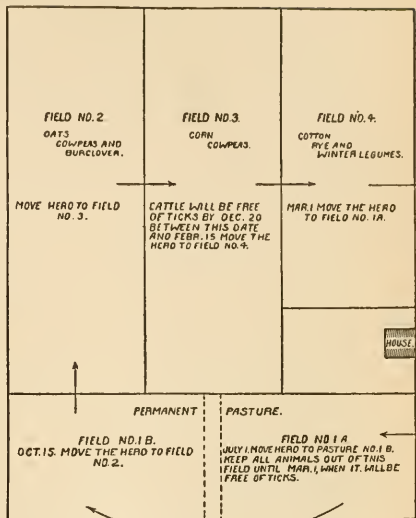 FIELD NO. 2
OATS
COWPEAS AND
BURCLOVER.
MOVE HERD TO FIELD
NO. 3.
FIELD NO. 3.
CORN
COWPEAS.
CATTLE WILL BE FREE
OF TICKS BY DEC. 20
BETWEEN THIS DATE
AND FEBR. 15 MOVE THE
HERD TO FIELD NO. 4.
FIELD NO. 4.
COTTON
RYE AND
WINTER LEGUMES.
MAR. 1 MOVE THE HERD
TO FIELD NO. 1A.
HOUSE.
PERMANENT PASTURE.
FIELD NO. 1 B.
OCT. 15. MOVE THE HERD TO FIELD
NO. 2.
FIELD NO 1 A
JULY 1. MOVE HERD TO PASTURE NO. 1 B.
KEEP ALL ANIMALS OUT OF THIS
FIELD UNTIL MAR. 1, WHEN IT WILL BE
FREE OF TICKS.